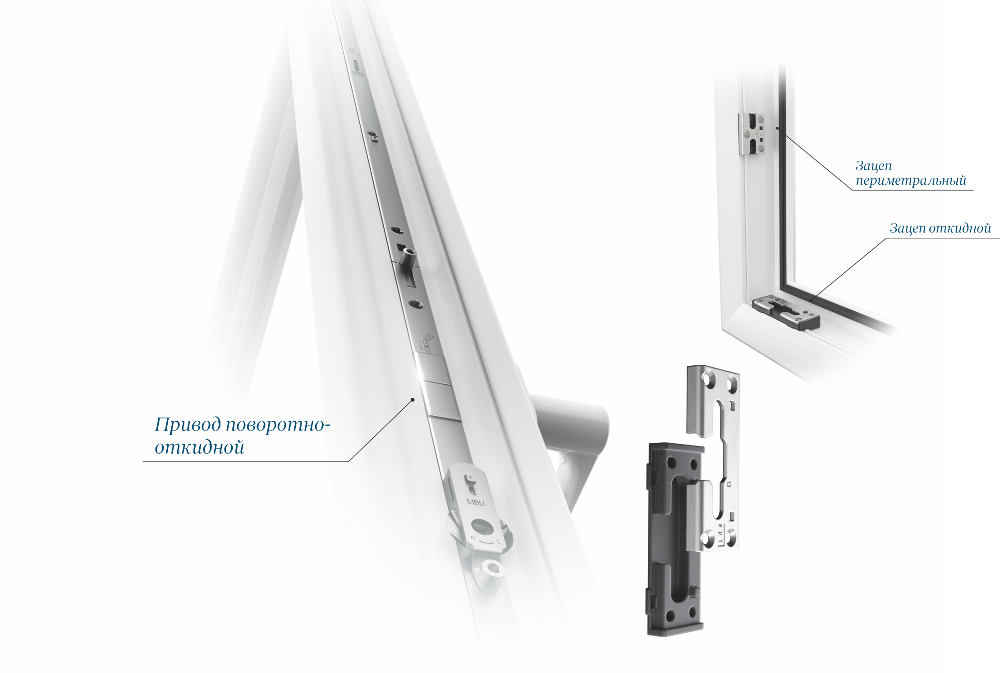 Зацеп
периметральный
Зацеп откидной
Привод поворотно-
откидной
MBU
R L
13